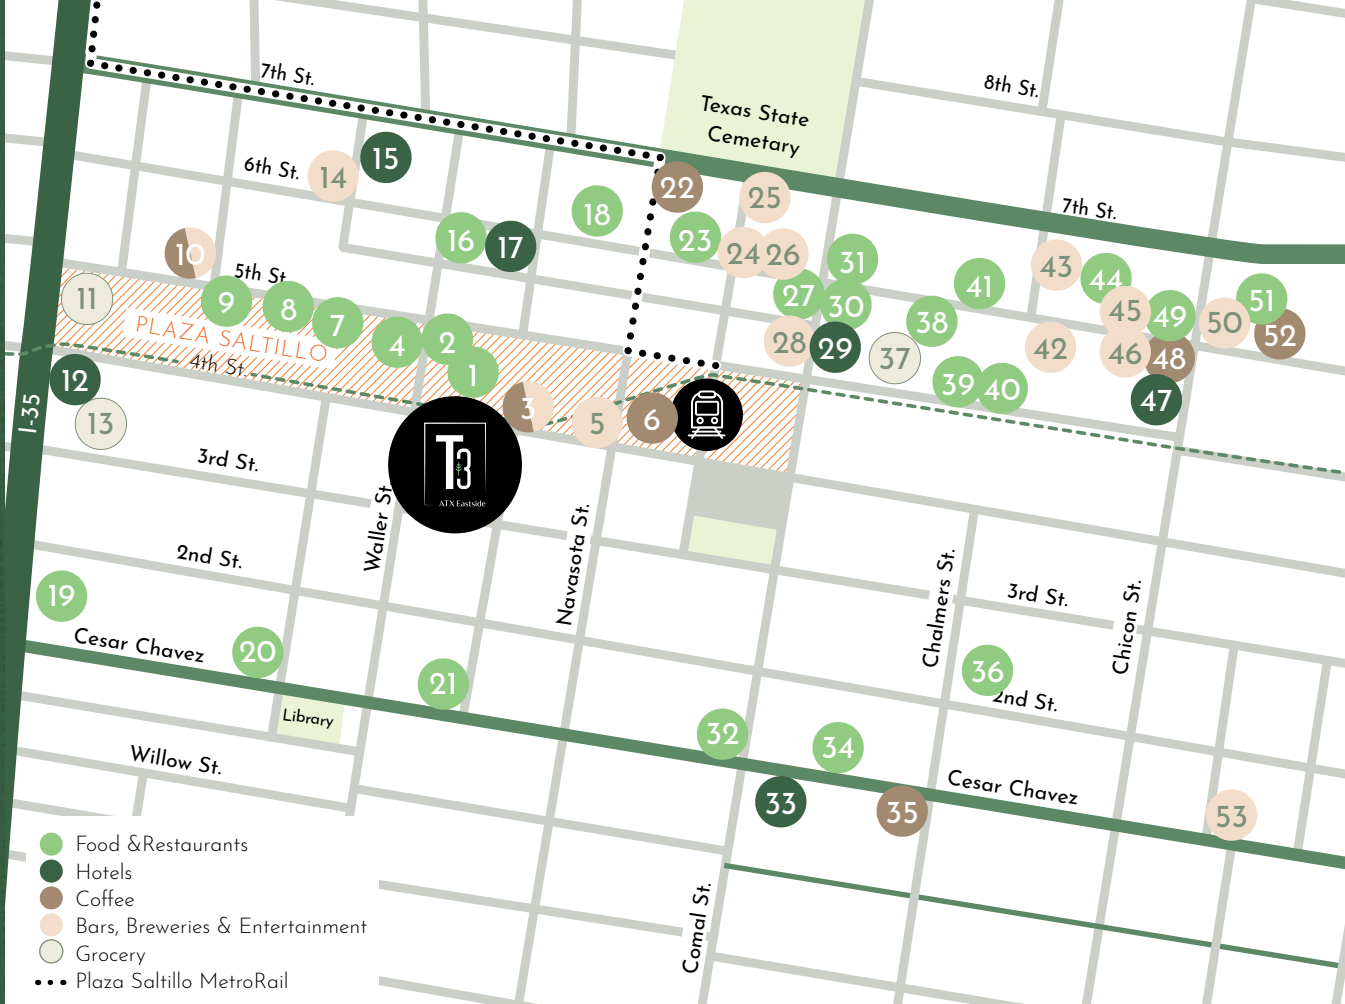 8th St.
7th St.
Texas State
Cemetary
15
6th St.
14
22
25
18
7th St.
16
17
23
24
26
10
31
43
44
5th St.
11
9
8
7
27
30
41
45
49
50
51
52
PLAZA SALTILLO
4
2
28
29
37
38
42
46
48
4th St.
1
12
39
40
47
I-35
13
3
5
6
T3
ATX Eastside
3rd St.
Waller St
Navasota St.
2nd St.
Chalmers St.
Chicon St.
3rd St.
19
Cesar Chavez
20
21
36
2nd St.
Library
32
34
Willow St.
33
35
Cesar Chavez
53
Comal St.
Food &Restaurants
Hotels
Coffee
Bars, Breweries & Entertainment
Grocery
Plaza Saltillo MetroRail